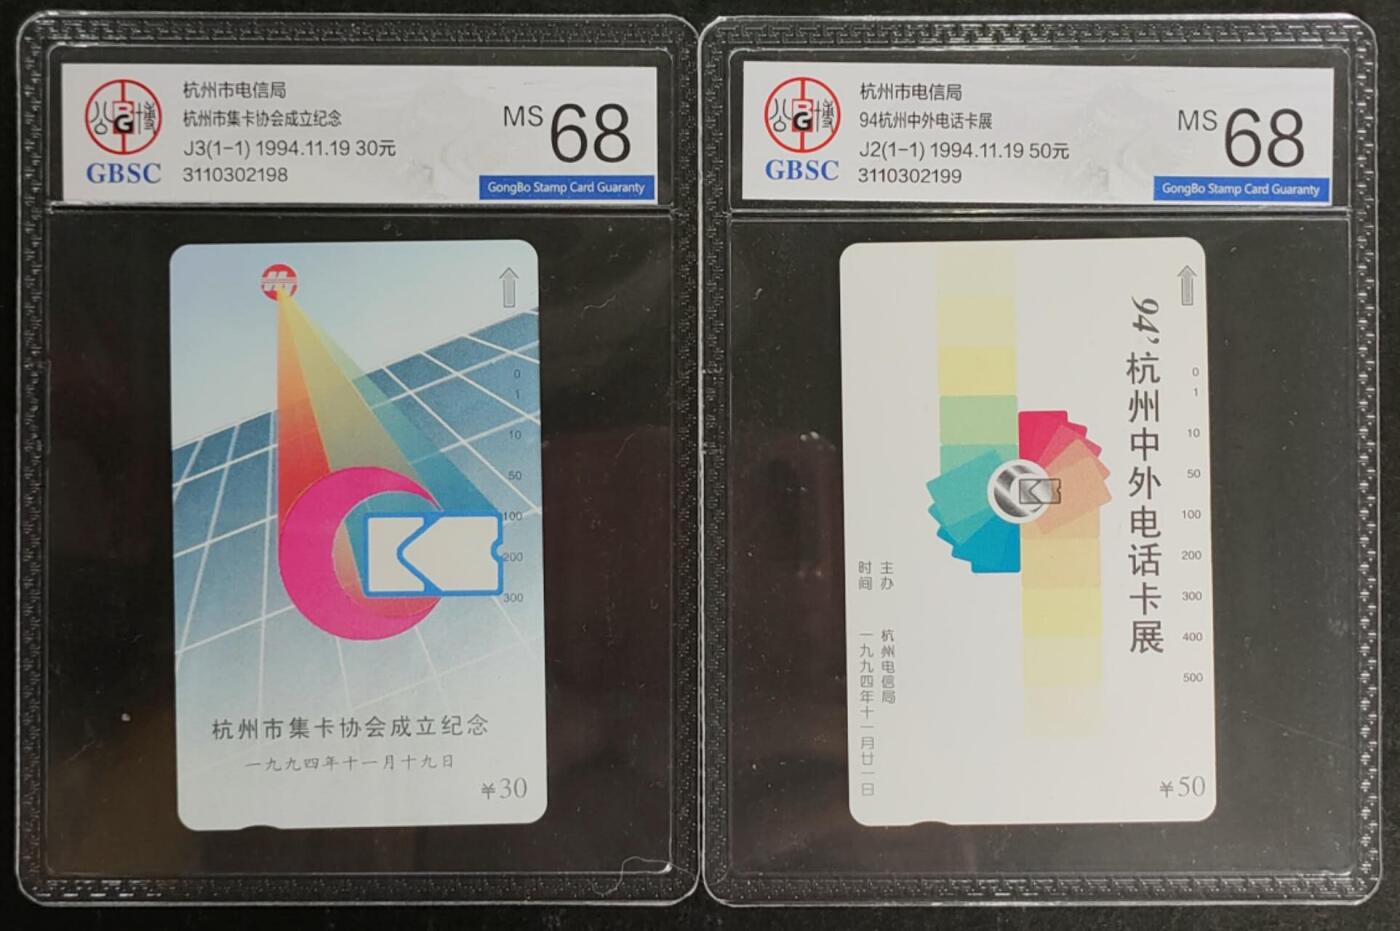 杭州市电信局
杭州市集卡协会成立纪念
J3(1-1) 1994.11.19 30元
3110302198
公 BG 博
GBSC
MS 68
GongBo Stamp Card Guaranty
0
1
10
50
100
200
300
杭州市集卡协会成立纪念
一九九四年十一月十九日
¥30
杭州市电信局
94杭州中外电话卡展
J2(1-1) 1994.11.19 50元
3110302199
公 BG 博
GBSC
MS 68
GongBo Stamp Card Guaranty
94'杭州中外电话卡展
0
1
10
50
100
200
300
400
500
主办 杭州电信局
时间 一九九四年十一月廿一日
¥50